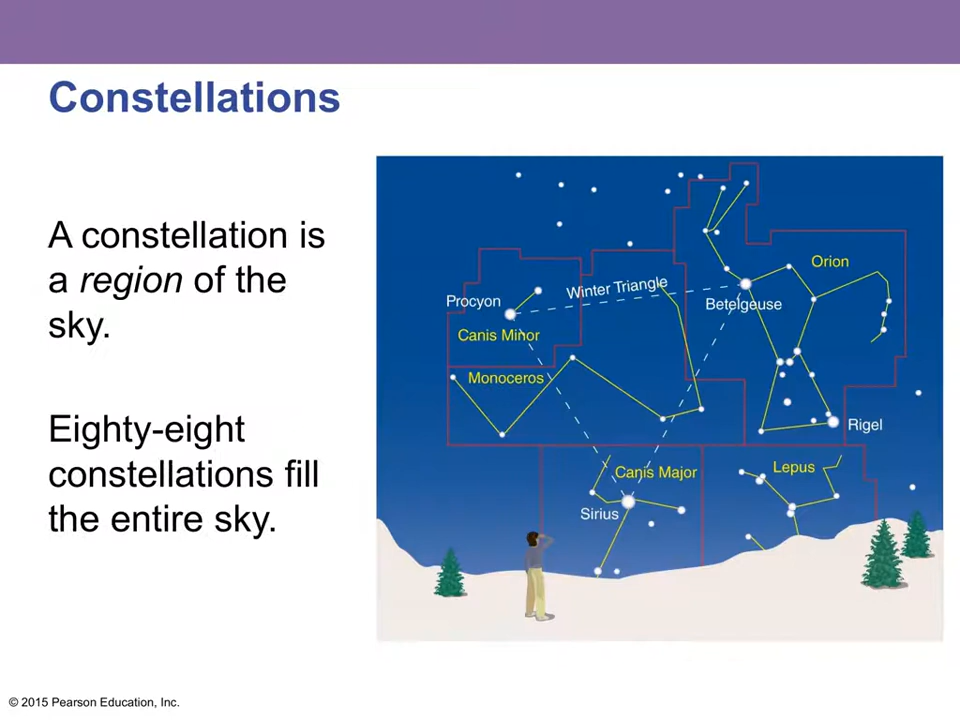 Constellations
A constellation is
a region of the
sky.
Eighty-eight
constellations fill
the entire sky.
Orion
Winter Triangle
Procyon
Betelgeuse
Canis Minor
Monoceros
Rigel
Canis Major
Lepus
Sirius
© 2015 Pearson Education, Inc.